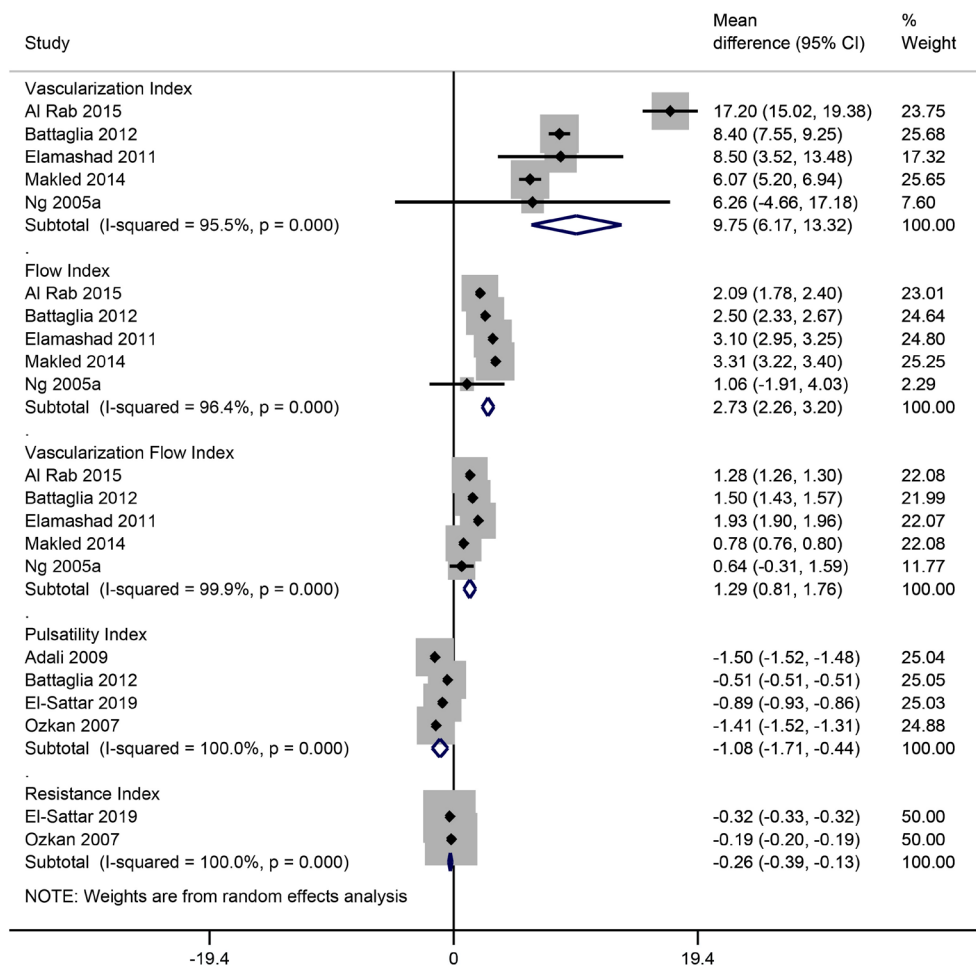 Study Mean difference (95% CI) % Weight
Vascularization Index
Al Rab 2015 17.20 (15.02, 19.38) 23.75
Battaglia 2012 8.40 (7.55, 9.25) 25.68
Elamashad 2011 8.50 (3.52, 13.48) 17.32
Makled 2014 6.07 (5.20, 6.94) 25.65
Ng 2005a 6.26 (-4.66, 17.18) 7.60
Subtotal (I-squared = 95.5%, p = 0.000) 9.75 (6.17, 13.32) 100.00
.
Flow Index
Al Rab 2015 2.09 (1.78, 2.40) 23.01
Battaglia 2012 2.50 (2.33, 2.67) 24.64
Elamashad 2011 3.10 (2.95, 3.25) 24.80
Makled 2014 3.31 (3.22, 3.40) 25.25
Ng 2005a 1.06 (-1.91, 4.03) 2.29
Subtotal (I-squared = 96.4%, p = 0.000) 2.73 (2.26, 3.20) 100.00
.
Vascularization Flow Index
Al Rab 2015 1.28 (1.26, 1.30) 22.08
Battaglia 2012 1.50 (1.43, 1.57) 21.99
Elamashad 2011 1.93 (1.90, 1.96) 22.07
Makled 2014 0.78 (0.76, 0.80) 22.08
Ng 2005a 0.64 (-0.31, 1.59) 11.77
Subtotal (I-squared = 99.9%, p = 0.000) 1.29 (0.81, 1.76) 100.00
.
Pulsatility Index
Adali 2009 -1.50 (-1.52, -1.48) 25.04
Battaglia 2012 -0.51 (-0.51, -0.51) 25.05
El-Sattar 2019 -0.89 (-0.93, -0.86) 25.03
Ozkan 2007 -1.41 (-1.52, -1.31) 24.88
Subtotal (I-squared = 100.0%, p = 0.000) -1.08 (-1.71, -0.44) 100.00
.
Resistance Index
El-Sattar 2019 -0.32 (-0.33, -0.32) 50.00
Ozkan 2007 -0.19 (-0.20, -0.19) 50.00
Subtotal (I-squared = 100.0%, p = 0.000) -0.26 (-0.39, -0.13) 100.00
NOTE: Weights are from random effects analysis
-19.4 0 19.4